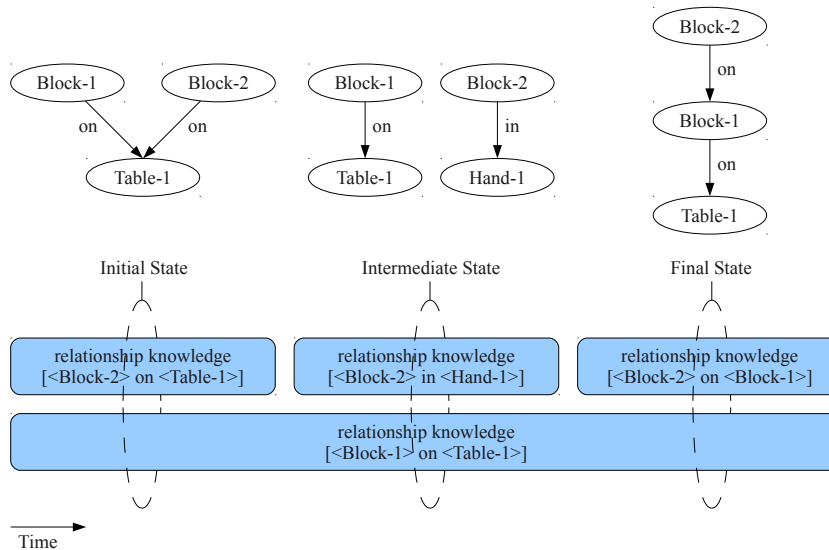 Block-2
Block-1
Block-2
Block-1
Block-2
on
on
on
on
in
Block-1
Table-1
Table-1
Hand-1
on
Table-1
Initial State
Intermediate State
Final State
relationship knowledge
[<Block-2> on <Table-1>]
relationship knowledge
[<Block-2> in <Hand-1>]
relationship knowledge
[<Block-2> on <Block-1>]
relationship knowledge
[<Block-1> on <Table-1>]
Time